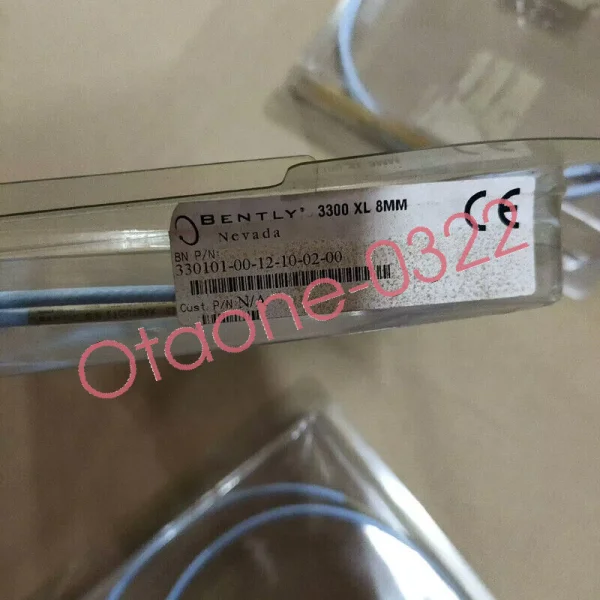 BENTLY® 3300 XL 8MM
Nevada
CE
BN P/N:
330101-00-12-10-02-00
Cust. P/N: N/A
Otaone-0322